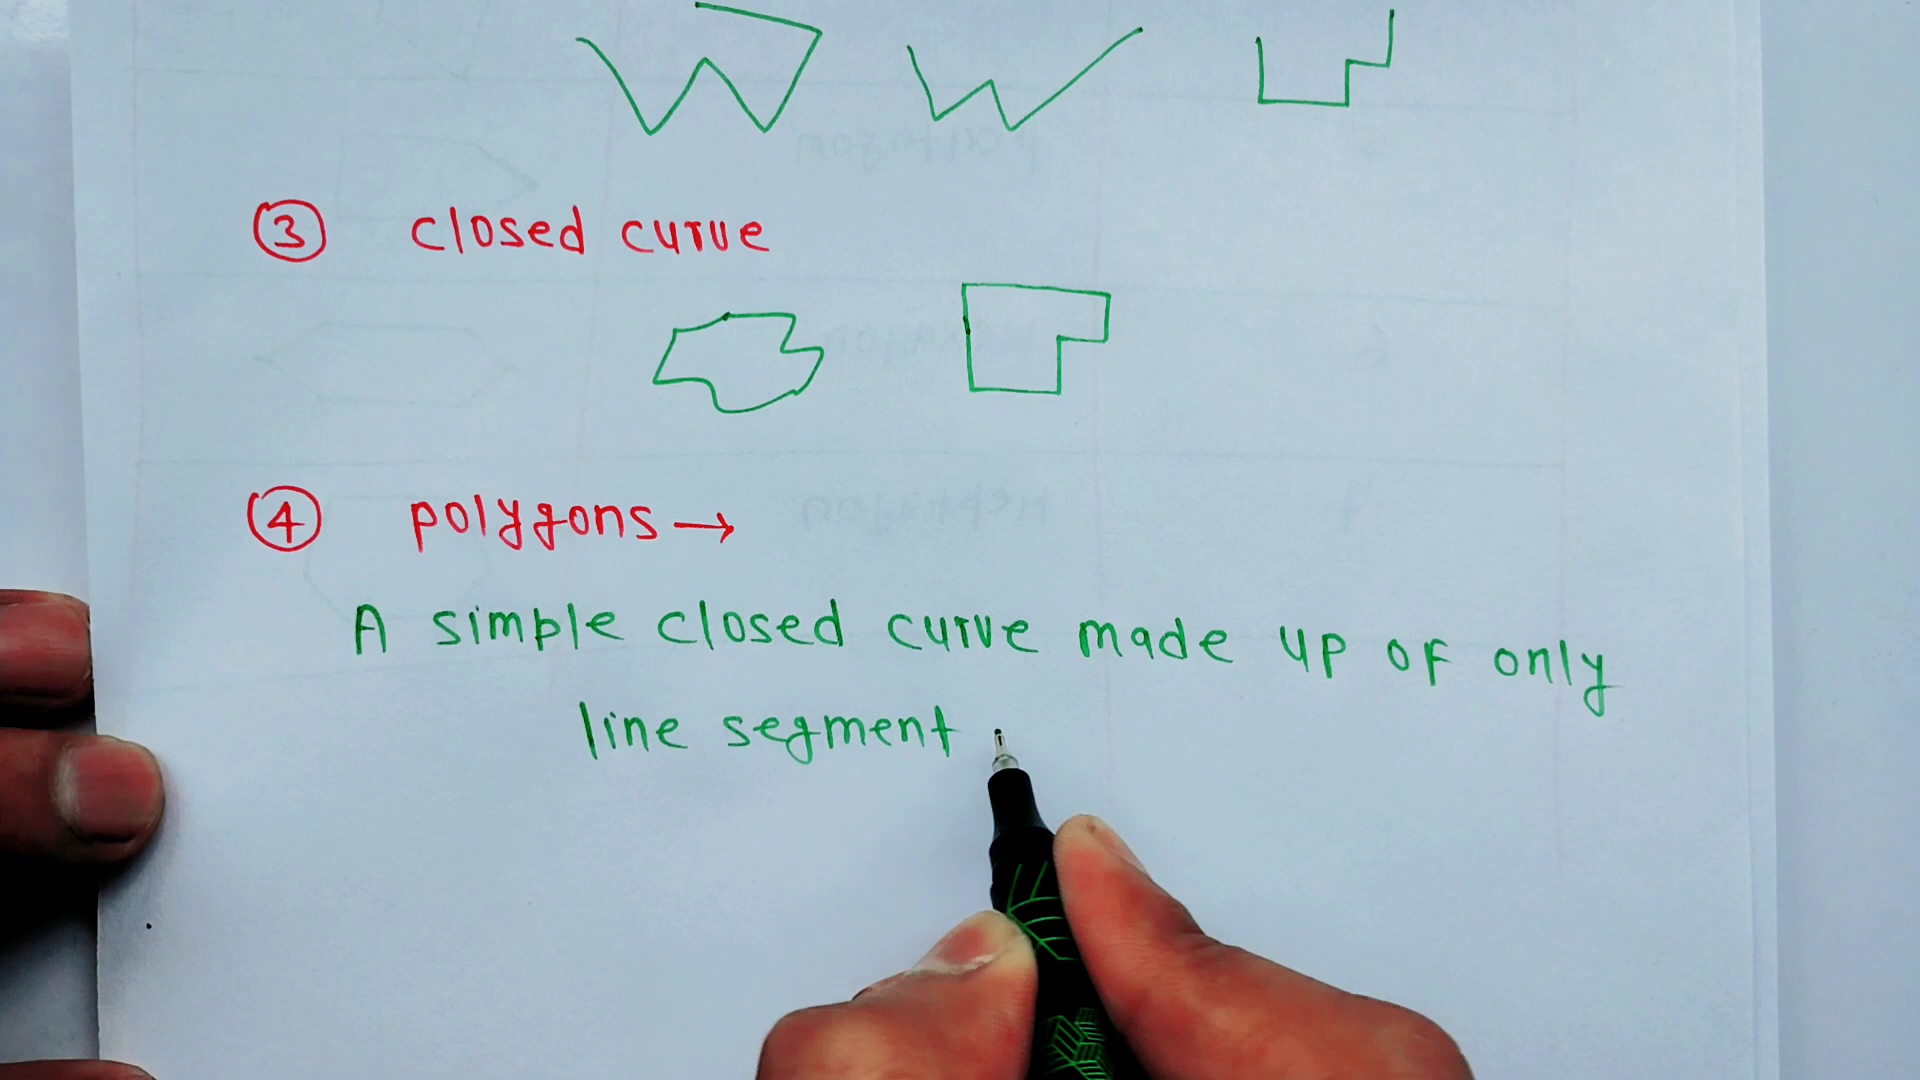 ③ closed curve
④ polygons →
A simple closed curve made up of only
line segment